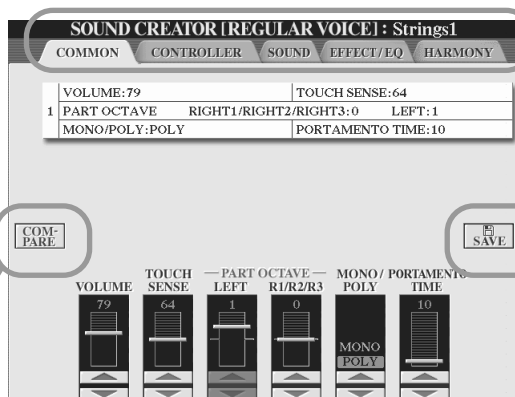 SOUND CREATOR [REGULAR VOICE] : Strings1
COMMON CONTROLLER SOUND EFFECT/EQ HARMONY
VOLUME:79 TOUCH SENSE:64
1 PART OCTAVE RIGHT1/RIGHT2/RIGHT3:0 LEFT:1
MONO/POLY:POLY PORTAMENTO TIME:10
COM-
PARE
SAVE
VOLUME
TOUCH
SENSE
PART OCTAVE
LEFT R1/R2/R3
MONO/
POLY
PORTAMENTO
TIME
79 64 1 0 10
MONO
POLY